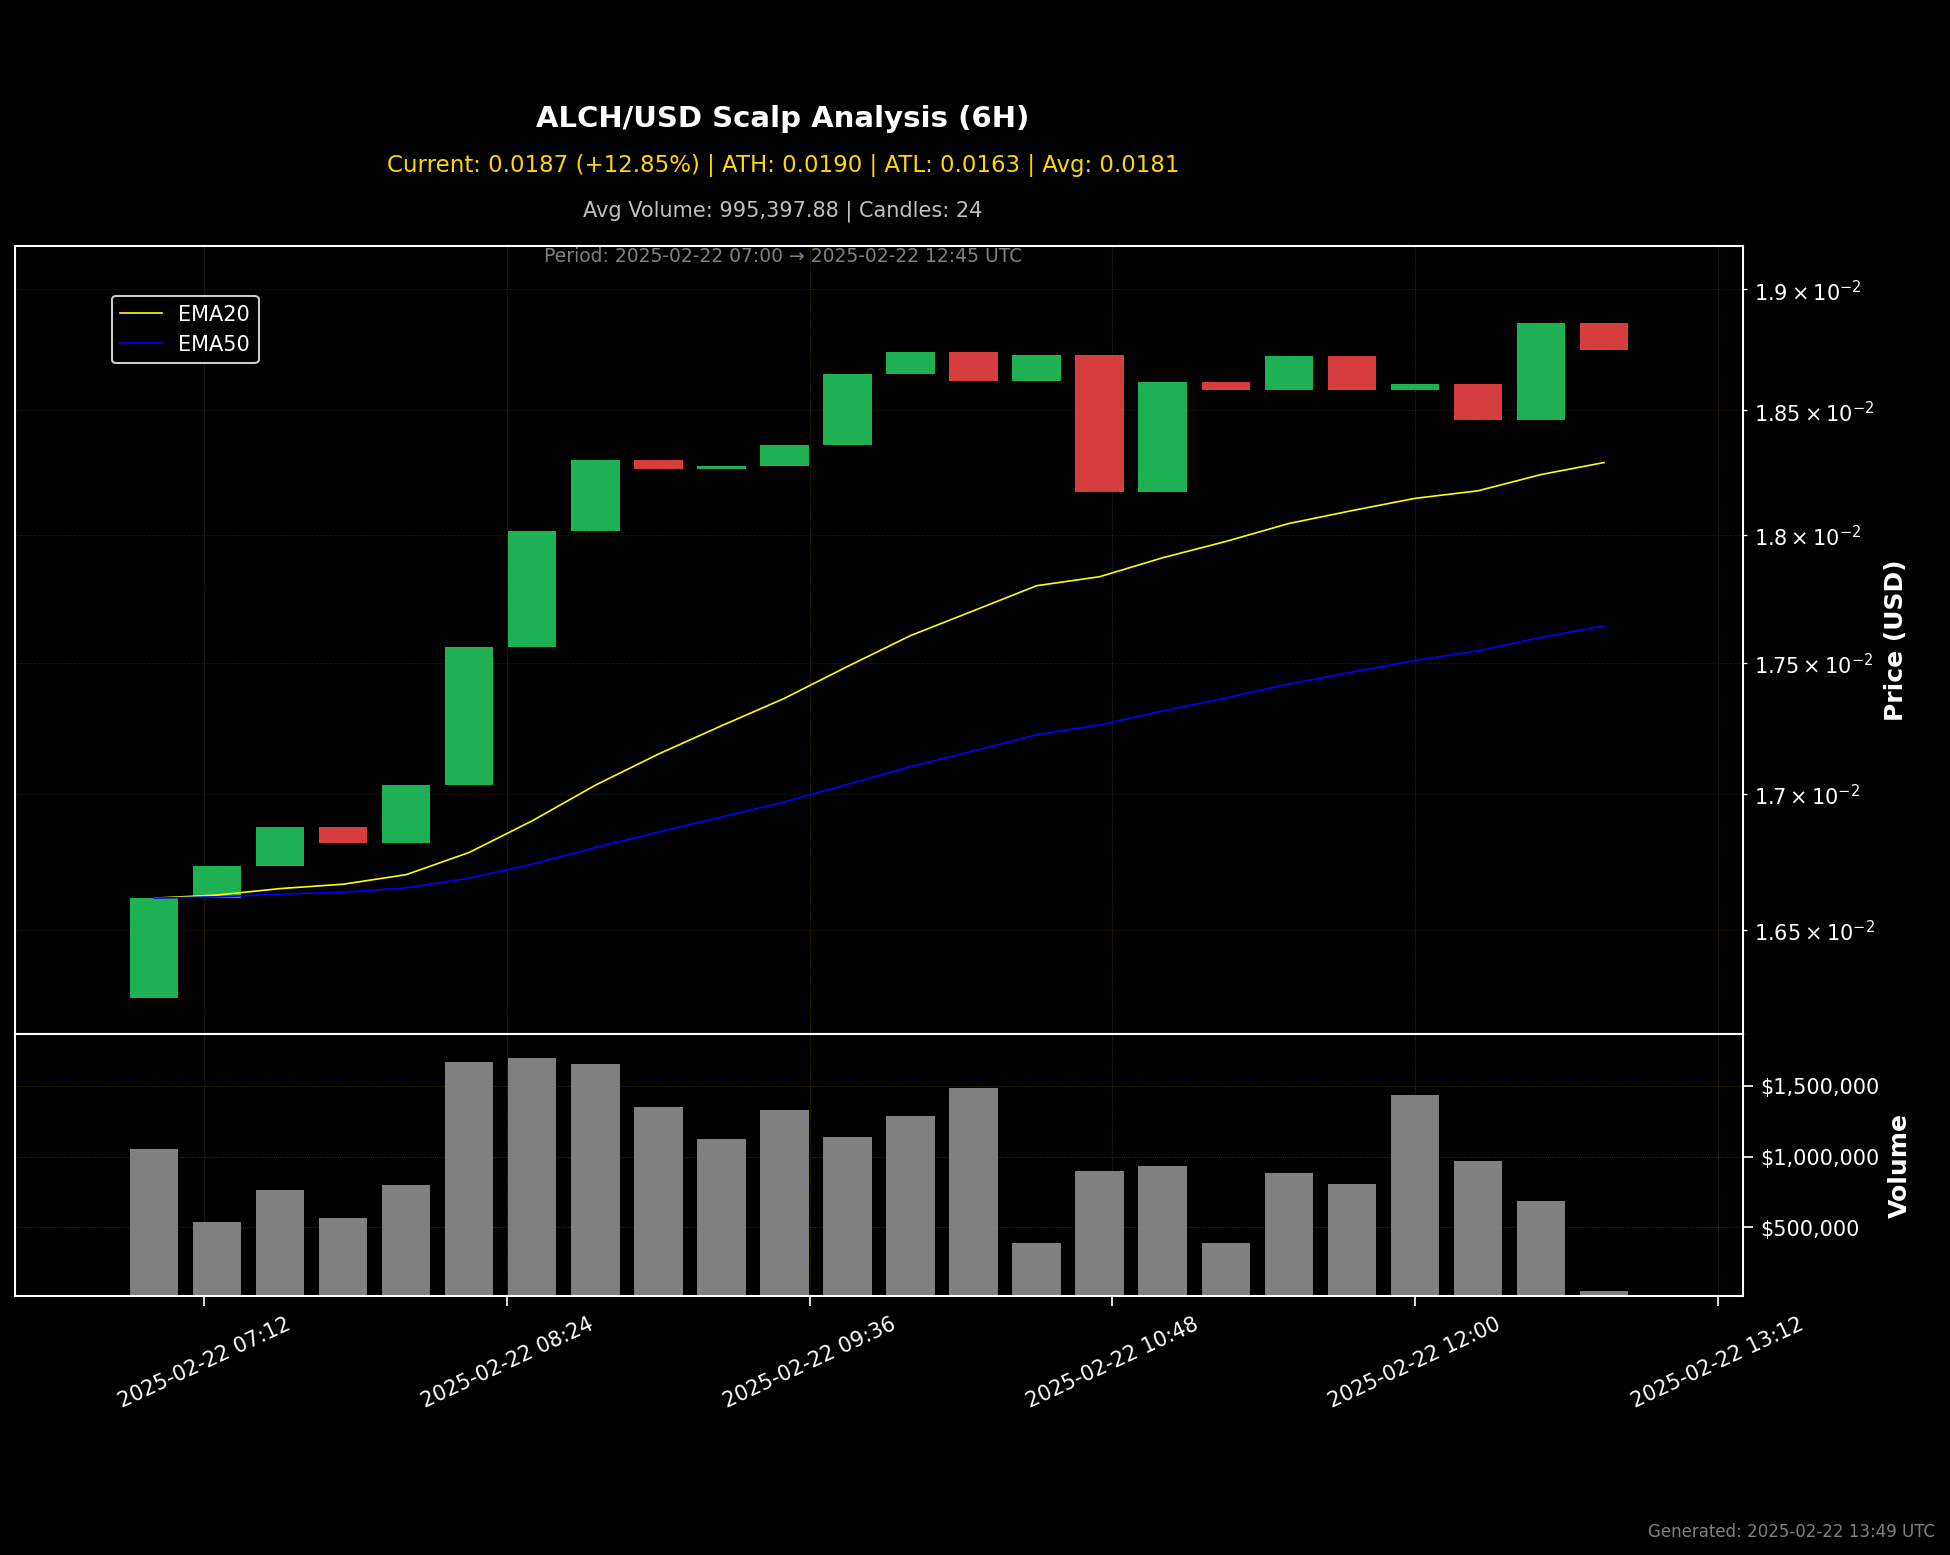 ALCH/USD Scalp Analysis (6H)
Current: 0.0187 (+12.85%) | ATH: 0.0190 | ATL: 0.0163 | Avg: 0.0181
Avg Volume: 995,397.88 | Candles: 24
Period: 2025-02-22 07:00 → 2025-02-22 12:45 UTC
EMA20
EMA50
1.9 × 10⁻²
1.85 × 10⁻²
1.8 × 10⁻²
1.75 × 10⁻²
1.7 × 10⁻²
1.65 × 10⁻²
Price (USD)
$1,500,000
$1,000,000
$500,000
Volume
2025-02-22 07:12
2025-02-22 08:24
2025-02-22 09:36
2025-02-22 10:48
2025-02-22 12:00
2025-02-22 13:12
Generated: 2025-02-22 13:49 UTC